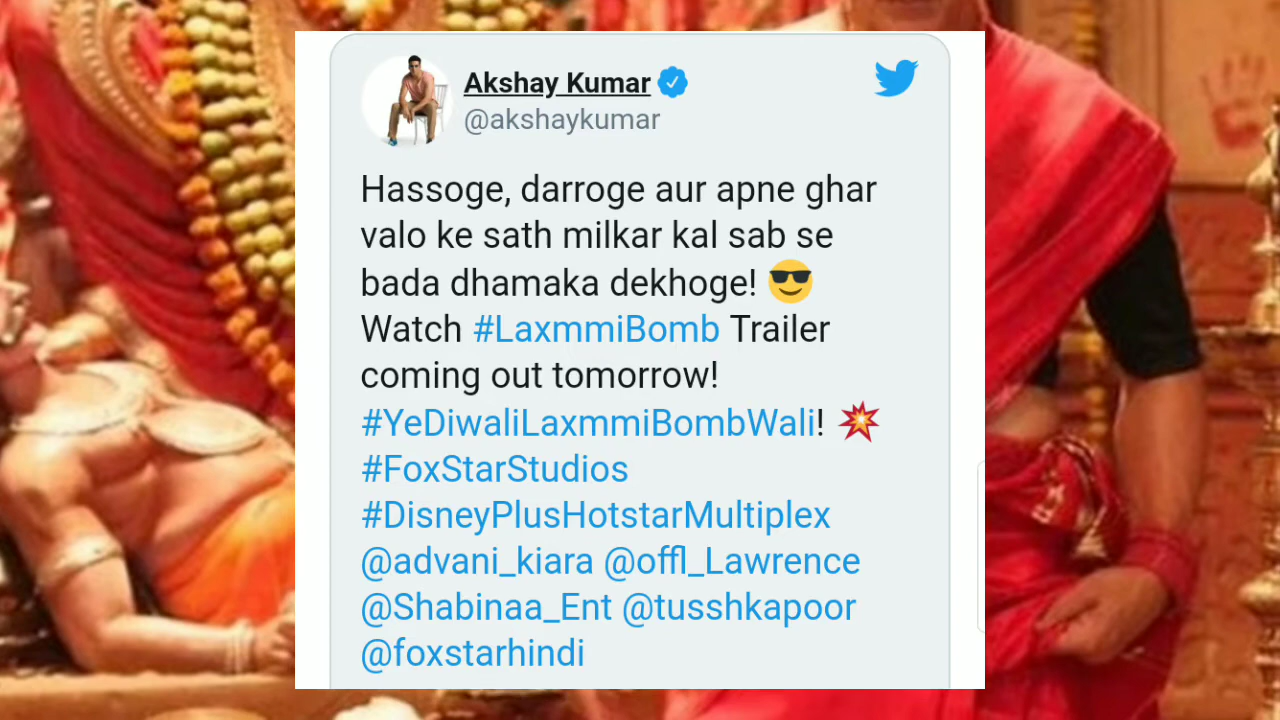 Akshay Kumar
@akshaykumar
Hassoge, darroge aur apne ghar
valo ke sath milkar kal sab se
bada dhamaka dekhoge! 😎
Watch #LaxmmiBomb Trailer
coming out tomorrow!
#YeDiwaliLaxmmiBombWali! 💥
#FoxStarStudios
#DisneyPlusHotstarMultiplex
@advani_kiara @offl_Lawrence
@Shabinaa_Ent @tusshkapoor
@foxstarhindi